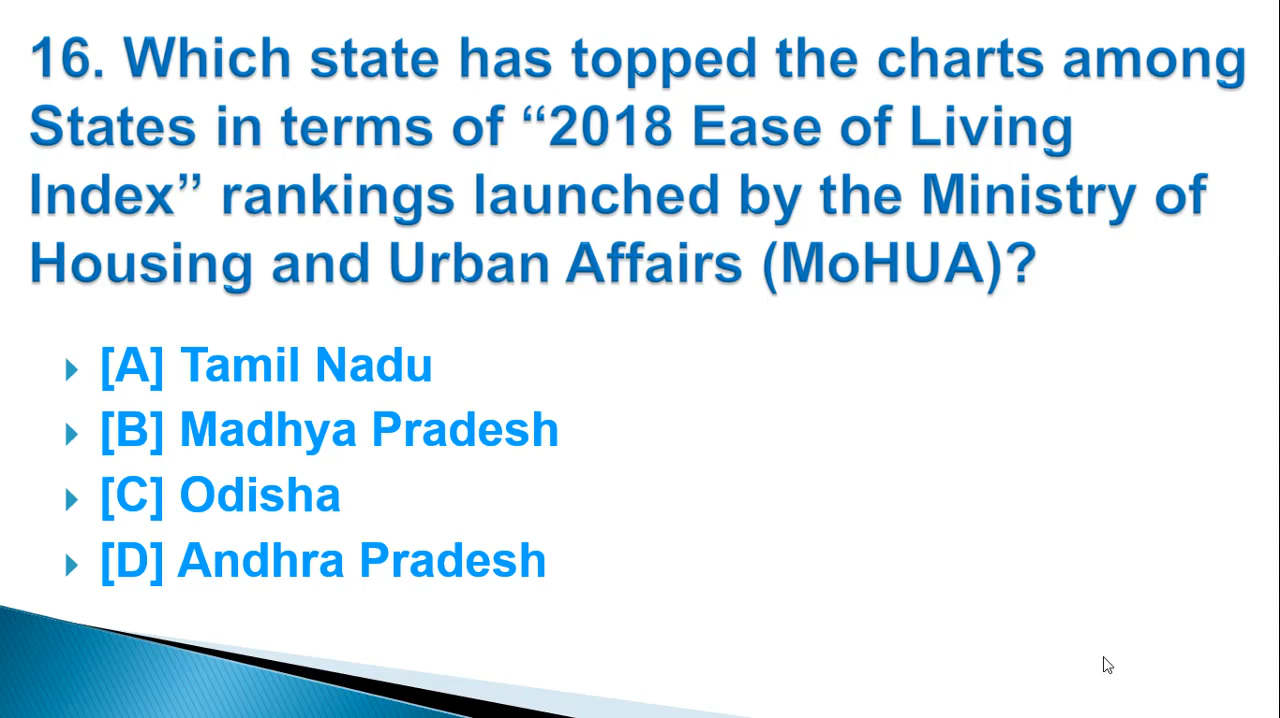 16. Which state has topped the charts among
States in terms of “2018 Ease of Living
Index” rankings launched by the Ministry of
Housing and Urban Affairs (MoHUA)?
[A] Tamil Nadu
[B] Madhya Pradesh
[C] Odisha
[D] Andhra Pradesh